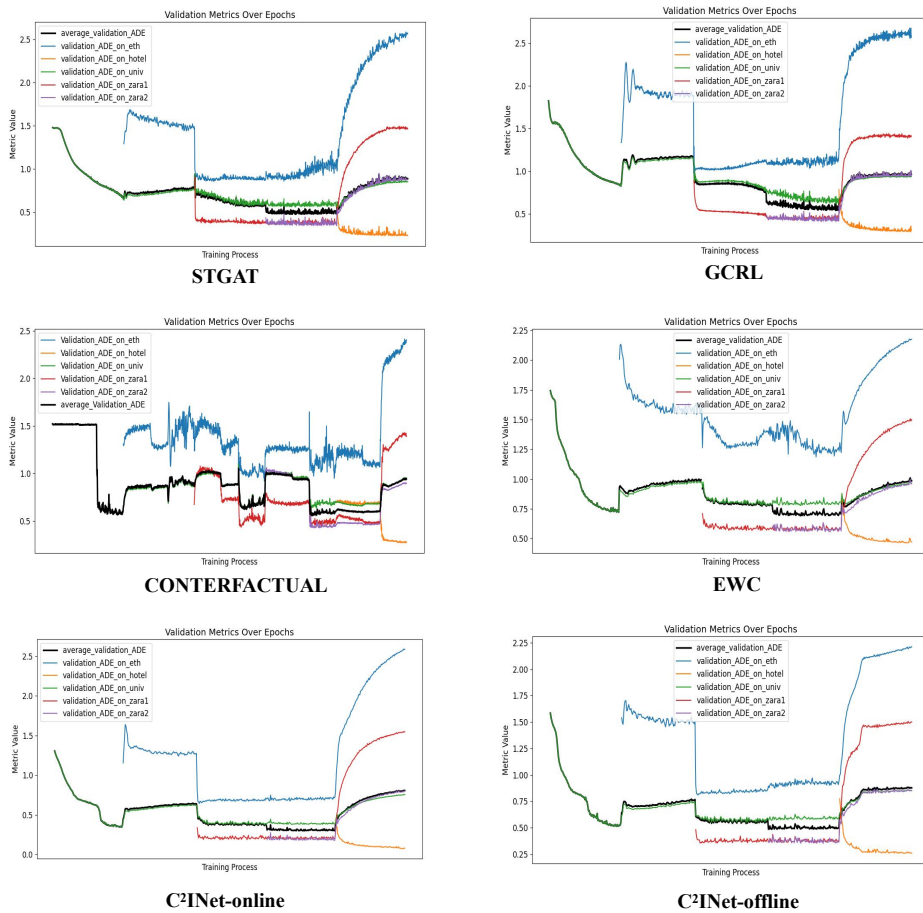 Validation Metrics Over Epochs
average_validation_ADE
validation_ADE_on_eth
validation_ADE_on_hotel
validation_ADE_on_univ
validation_ADE_on_zara1
validation_ADE_on_zara2
2.5
2.0
1.5
1.0
0.5
Metric Value
Training Process
STGAT
Validation Metrics Over Epochs
average_validation_ADE
validation_ADE_on_eth
validation_ADE_on_hotel
validation_ADE_on_univ
validation_ADE_on_zara1
validation_ADE_on_zara2
2.5
2.0
1.5
1.0
0.5
Metric Value
Training Process
GCRL
Validation Metrics Over Epochs
Validation_ADE_on_eth
Validation_ADE_on_hotel
Validation_ADE_on_univ
Validation_ADE_on_zara1
Validation_ADE_on_zara2
average_Validation_ADE
2.5
2.0
1.5
1.0
0.5
Metric Value
Training Process
CONTERFACTUAL
Validation Metrics Over Epochs
average_validation_ADE
validation_ADE_on_eth
validation_ADE_on_hotel
validation_ADE_on_univ
validation_ADE_on_zara1
validation_ADE_on_zara2
2.25
2.00
1.75
1.50
1.25
1.00
0.75
0.50
Metric Value
Training Process
EWC
Validation Metrics Over Epochs
average_validation_ADE
validation_ADE_on_eth
validation_ADE_on_hotel
validation_ADE_on_univ
validation_ADE_on_zara1
validation_ADE_on_zara2
2.5
2.0
1.5
1.0
0.5
0.0
Metric Value
Training Process
C²INet-online
Validation Metrics Over Epochs
average_validation_ADE
validation_ADE_on_eth
validation_ADE_on_hotel
validation_ADE_on_univ
validation_ADE_on_zara1
validation_ADE_on_zara2
2.25
2.00
1.75
1.50
1.25
1.00
0.75
0.50
0.25
Metric Value
Training Process
C²INet-offline